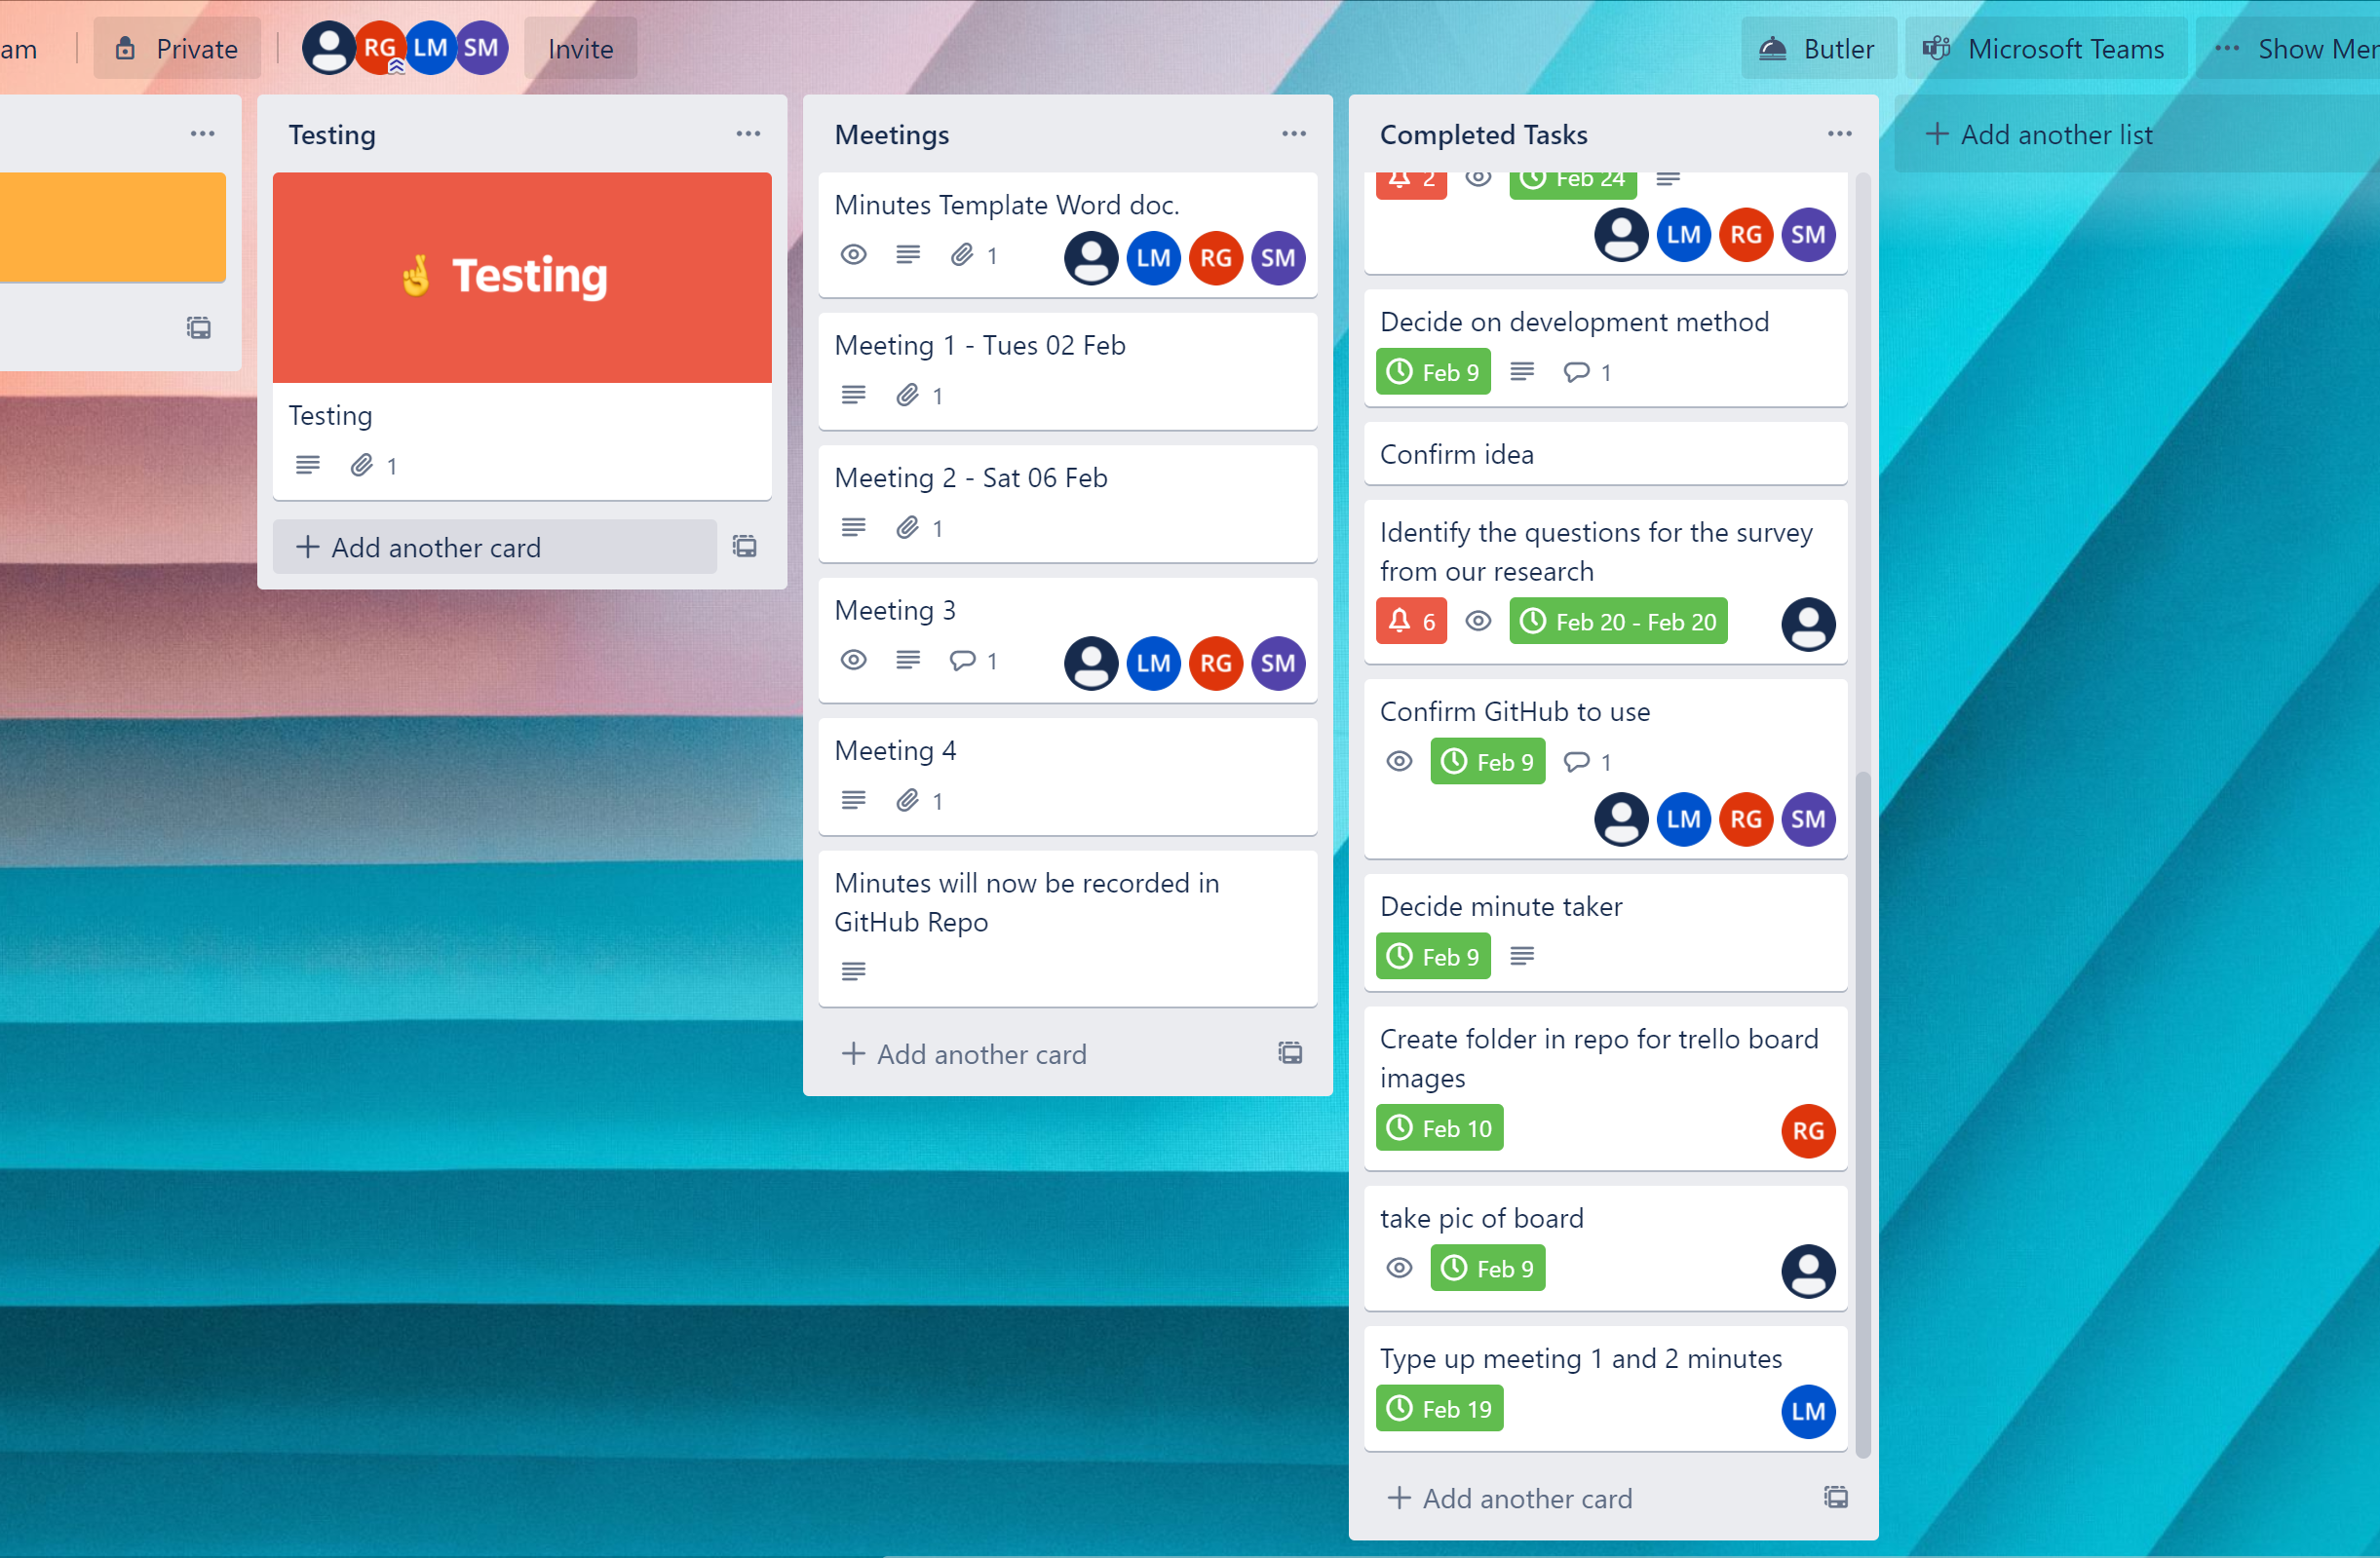 am
Private
RG
LM
SM
Invite
Butler
Microsoft Teams
Show Mer
Testing
🤞 Testing
Testing
1
+ Add another card
Meetings
Minutes Template Word doc.
1
LM
RG
SM
Meeting 1 - Tues 02 Feb
1
Meeting 2 - Sat 06 Feb
1
Meeting 3
1
LM
RG
SM
Meeting 4
1
Minutes will now be recorded in
GitHub Repo
+ Add another card
Completed Tasks
2
Feb 24
LM
RG
SM
Decide on development method
Feb 9
1
Confirm idea
Identify the questions for the survey
from our research
6
Feb 20 - Feb 20
Confirm GitHub to use
Feb 9
1
LM
RG
SM
Decide minute taker
Feb 9
Create folder in repo for trello board
images
Feb 10
RG
take pic of board
Feb 9
Type up meeting 1 and 2 minutes
Feb 19
LM
+ Add another card
+ Add another list